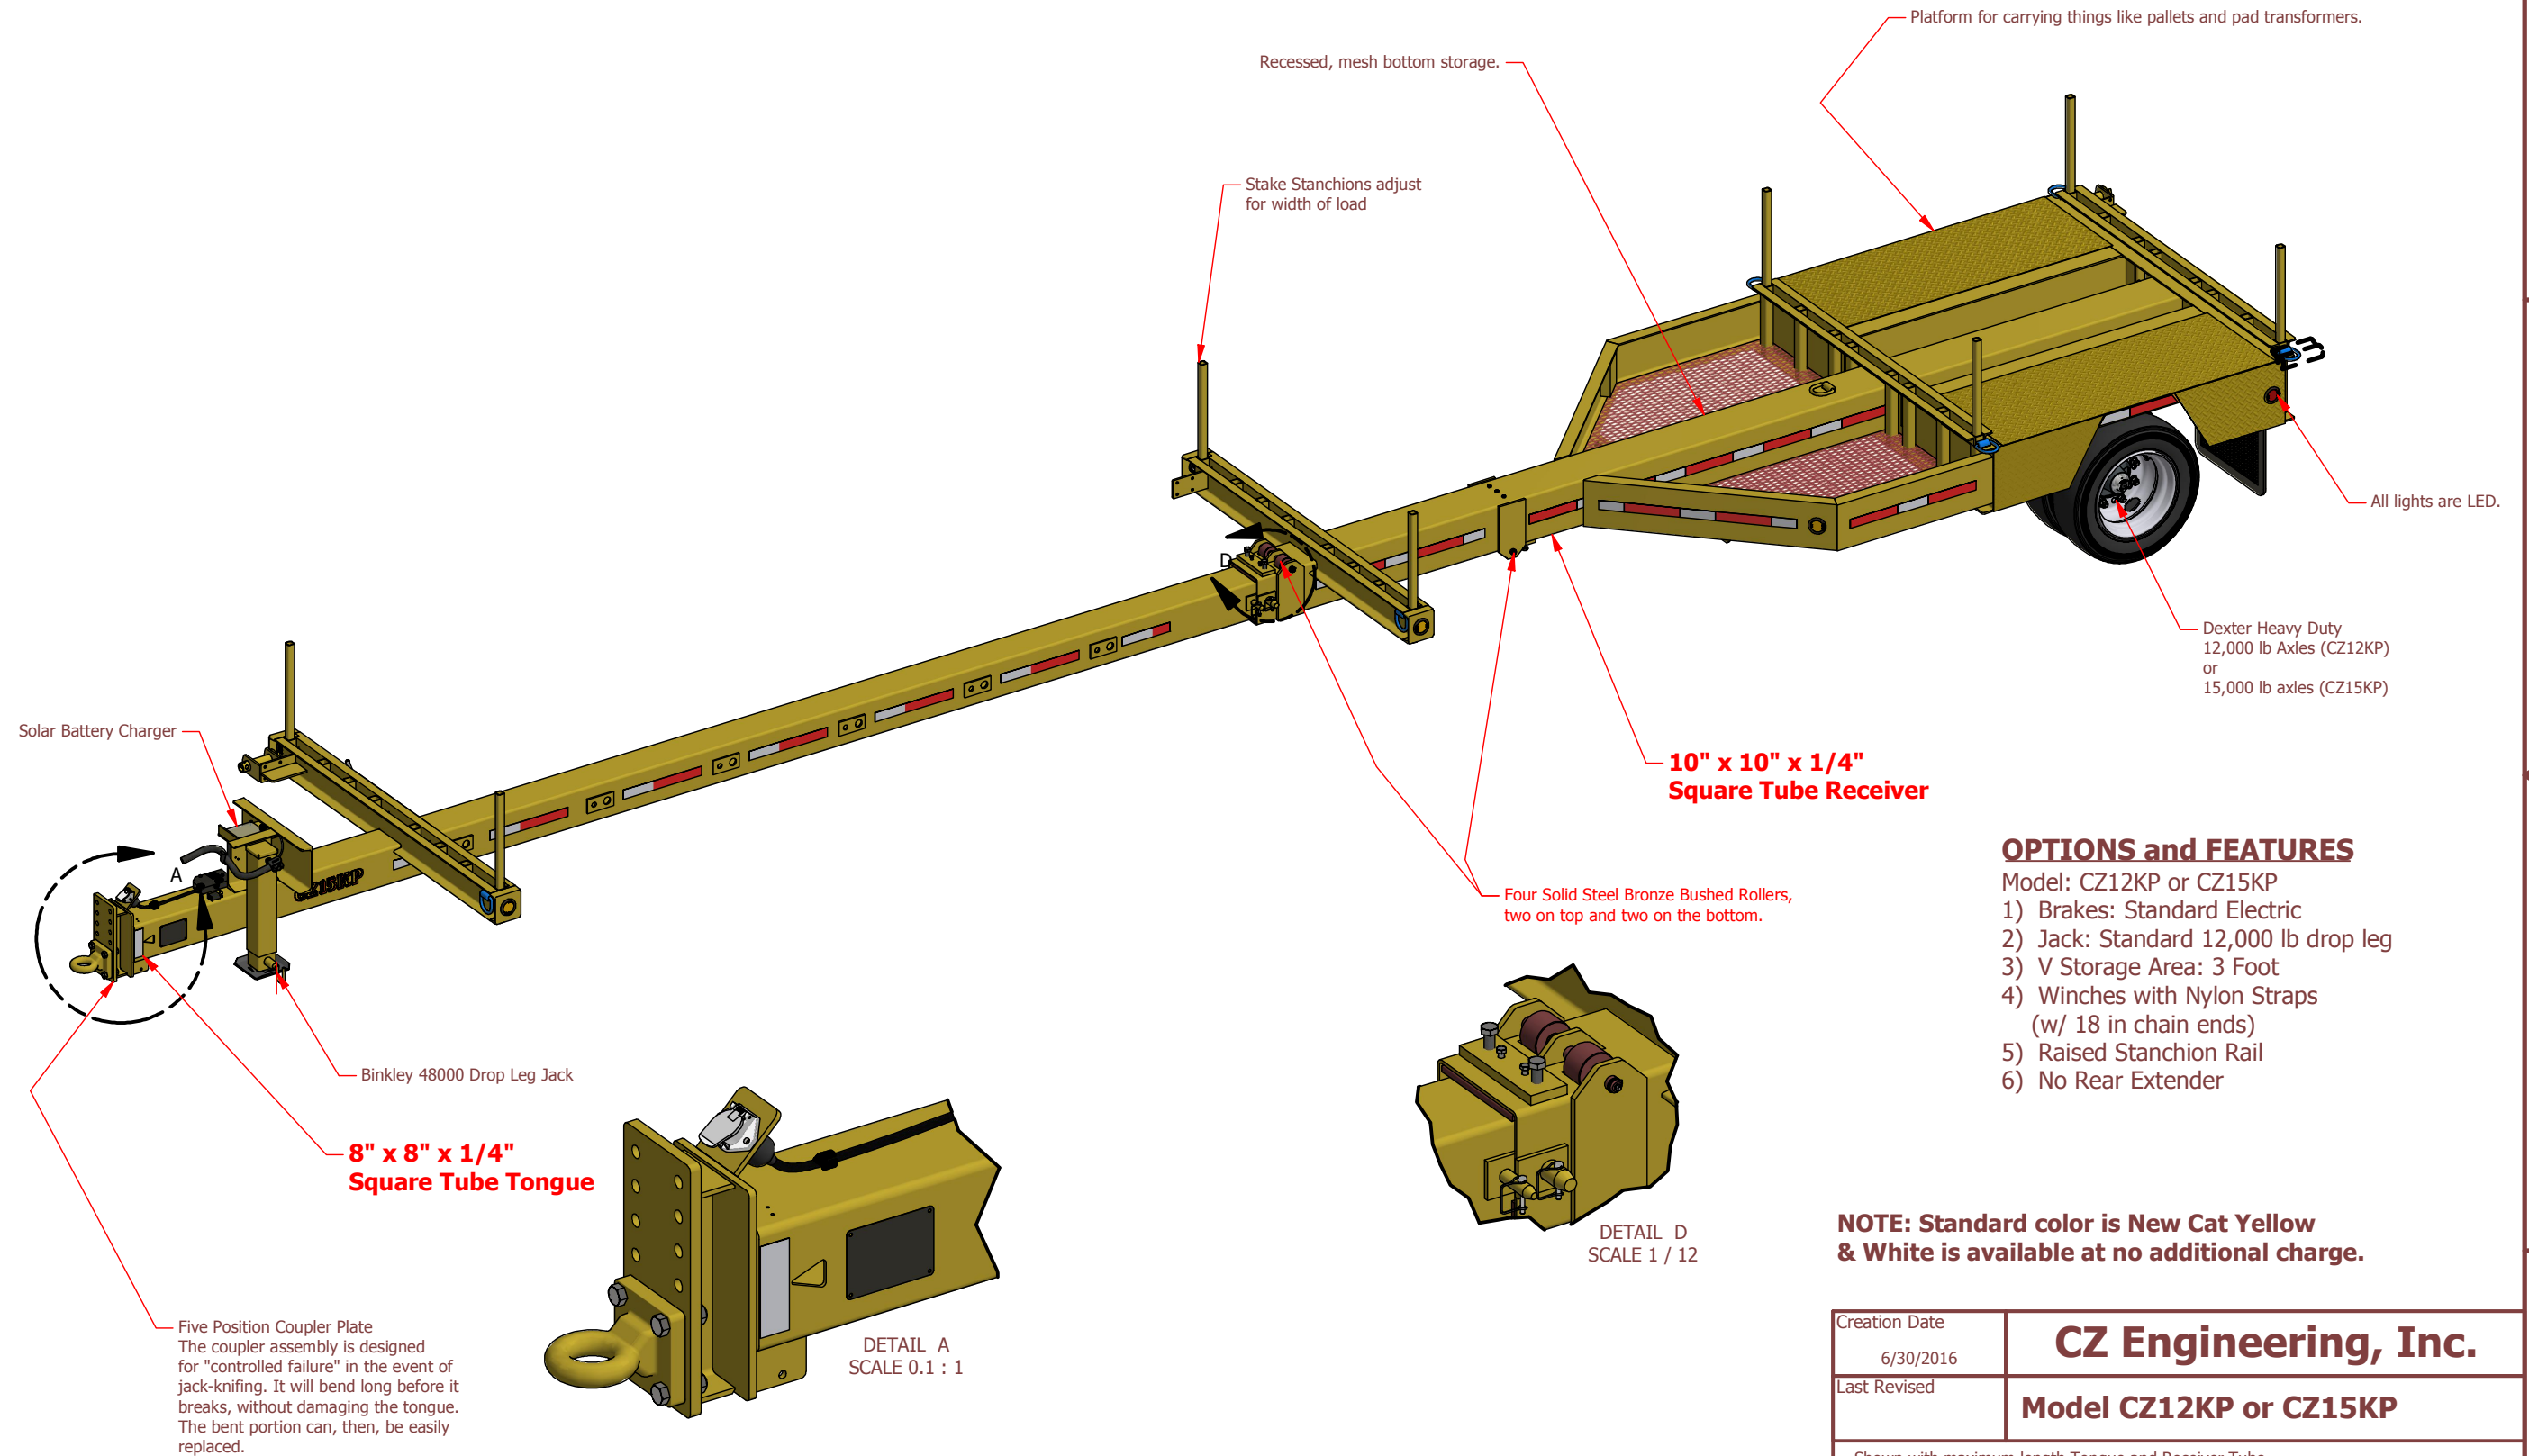 Platform for carrying things like pallets and pad transformers.
Recessed, mesh bottom storage.
Stake Stanchions adjust
for width of load
All lights are LED.
Dexter Heavy Duty
12,000 lb Axles (CZ12KP)
or
15,000 lb axles (CZ15KP)
D
Solar Battery Charger
10" x 10" x 1/4"
Square Tube Receiver
A
CZ15KP
Four Solid Steel Bronze Bushed Rollers,
two on top and two on the bottom.
OPTIONS and FEATURES
Model: CZ12KP or CZ15KP
1) Brakes: Standard Electric
2) Jack: Standard 12,000 lb drop leg
3) V Storage Area: 3 Foot
4) Winches with Nylon Straps
(w/ 18 in chain ends)
5) Raised Stanchion Rail
6) No Rear Extender
Binkley 48000 Drop Leg Jack
8" x 8" x 1/4"
Square Tube Tongue
DETAIL A
SCALE 0.1 : 1
DETAIL D
SCALE 1 / 12
NOTE: Standard color is New Cat Yellow
& White is available at no additional charge.
Five Position Coupler Plate
The coupler assembly is designed
for "controlled failure" in the event of
jack-knifing. It will bend long before it
breaks, without damaging the tongue.
The bent portion can, then, be easily
replaced.
Creation Date
6/30/2016
CZ Engineering, Inc.
Last Revised
Model CZ12KP or CZ15KP
Shown with maximum length Tongue and Receiver Tube